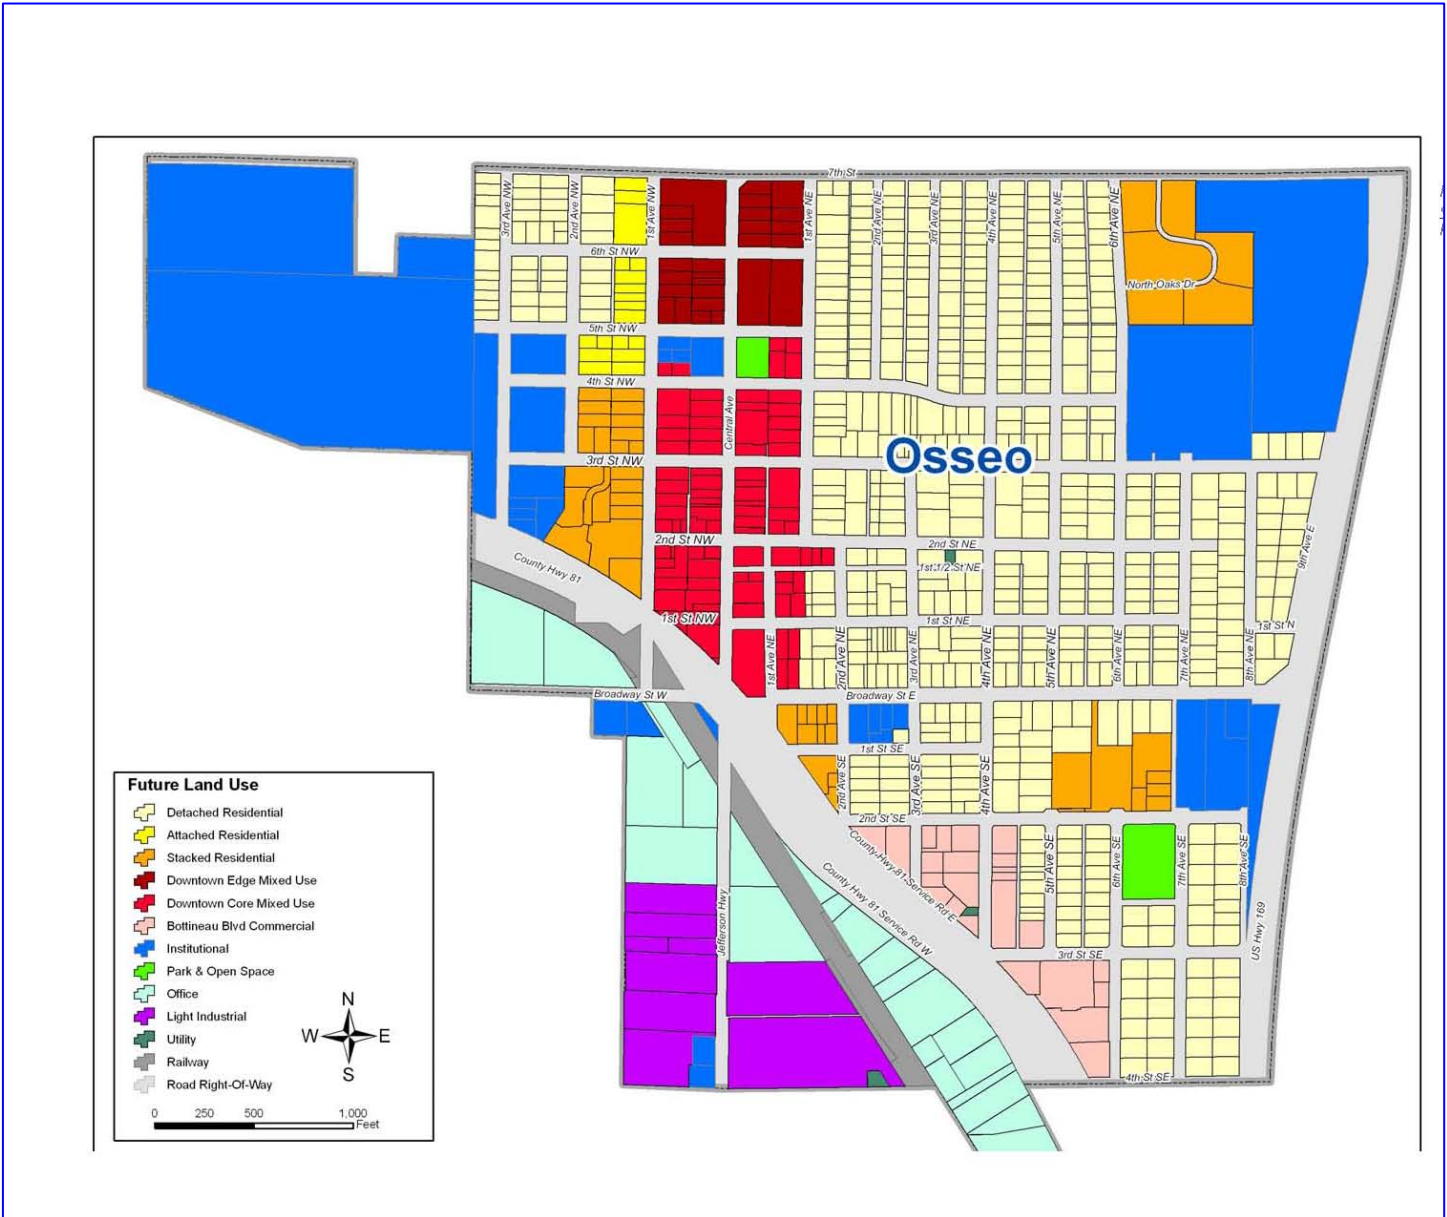 7th St
3rd Ave NW
2nd Ave NW
1st Ave NW
1st Ave NE
2nd Ave NE
3rd Ave NE
4th Ave NE
5th Ave NE
6th Ave NE
6th St NW
North Oaks Dr
5th St NW
4th St NW
Central Ave
Osseo
3rd St NW
2nd St NW
2nd St NE
1st 1/2 St NE
9th Ave E
County Hwy 81
1st St NW
1st St NE
1st St N
1st Ave NE
2nd Ave NE
3rd Ave NE
4th Ave NE
5th Ave NE
6th Ave NE
7th Ave NE
8th Ave NE
Broadway St W
Broadway St E
1st St SE
2nd Ave SE
3rd Ave SE
4th Ave SE
2nd St SE
County Hwy 81 Service Rd E
County Hwy 81 Service Rd W
5th Ave SE
6th Ave SE
7th Ave SE
8th Ave SE
Jefferson Hwy
US Hwy 169
3rd St SE
4th St SE
Future Land Use
Detached Residential
Attached Residential
Stacked Residential
Downtown Edge Mixed Use
Downtown Core Mixed Use
Bottineau Blvd Commercial
Institutional
Park & Open Space
Office
Light Industrial
Utility
Railway
Road Right-Of-Way
N
W
E
S
0 250 500 1,000
Feet